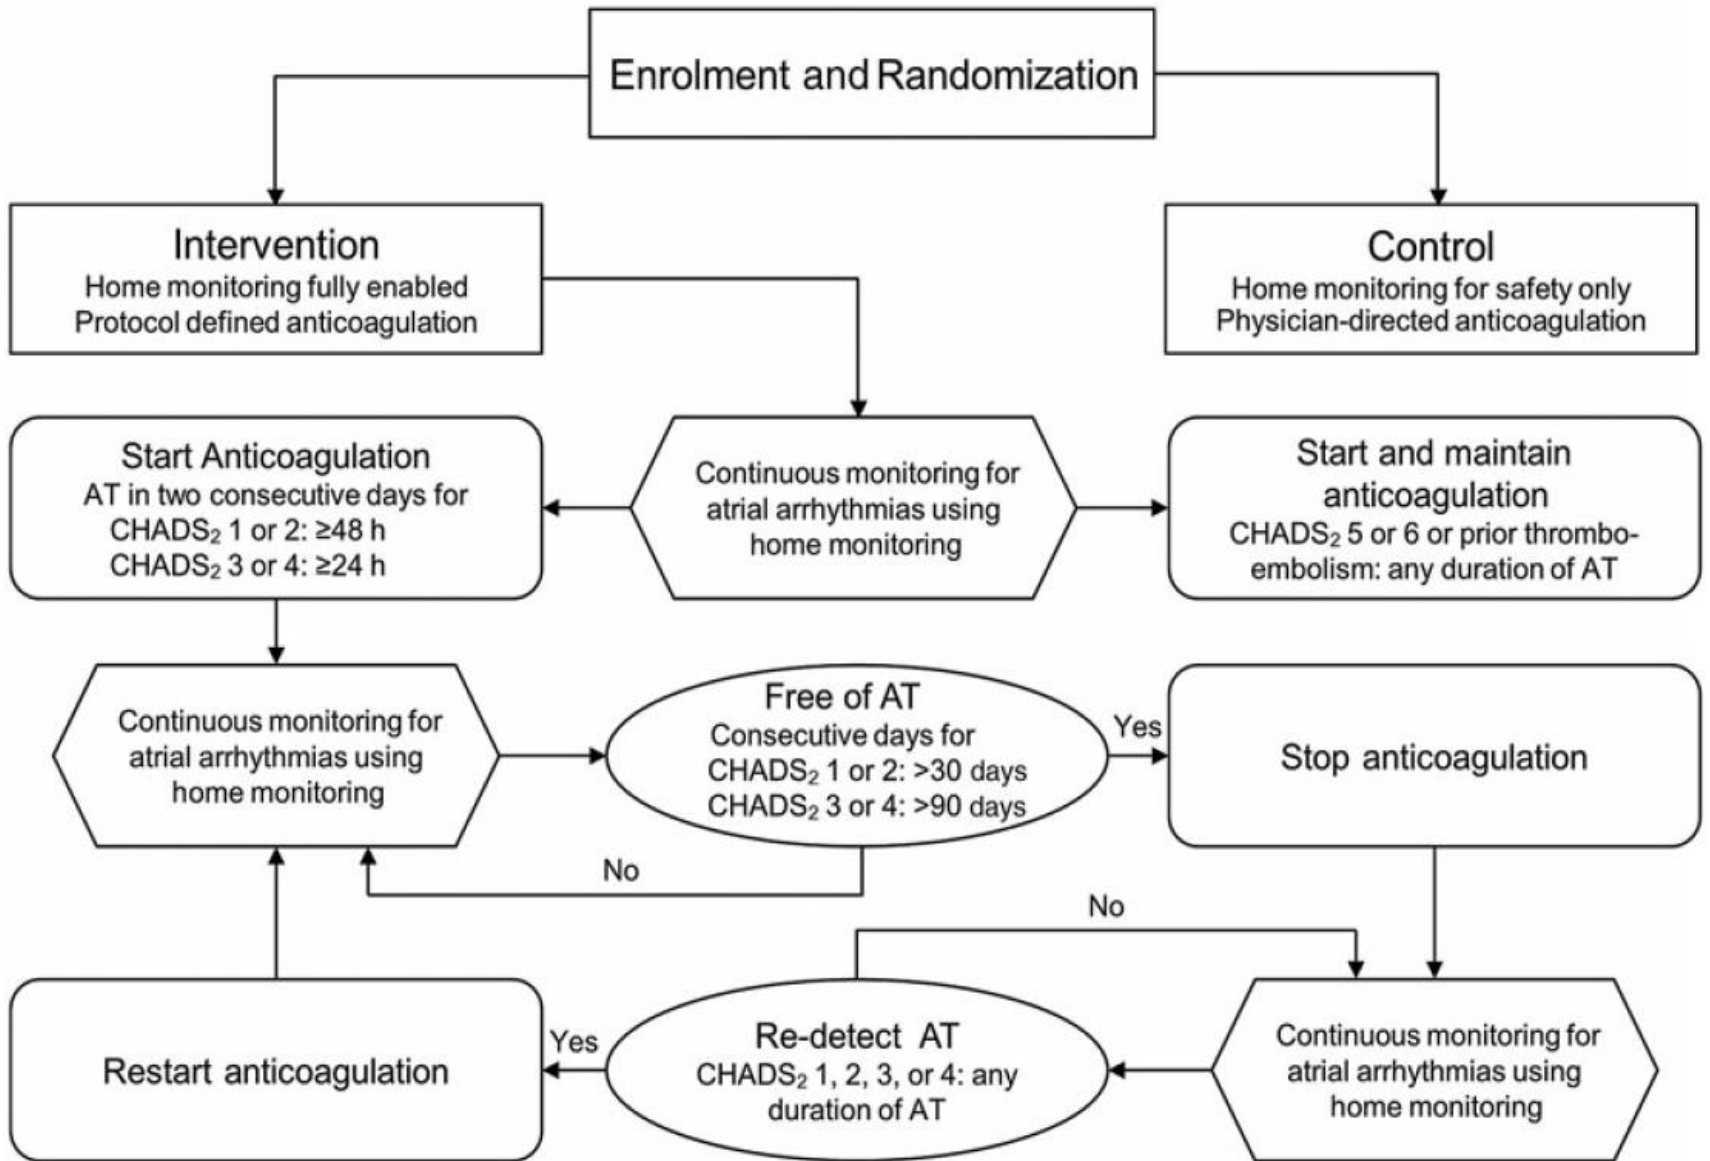 Enrolment and Randomization
Intervention
Home monitoring fully enabled
Protocol defined anticoagulation
Control
Home monitoring for safety only
Physician-directed anticoagulation
Start Anticoagulation
AT in two consecutive days for
CHADS₂ 1 or 2: ≥48 h
CHADS₂ 3 or 4: ≥24 h
Continuous monitoring for
atrial arrhythmias using
home monitoring
Start and maintain
anticoagulation
CHADS₂ 5 or 6 or prior thrombo-
embolism: any duration of AT
Continuous monitoring for
atrial arrhythmias using
home monitoring
Free of AT
Consecutive days for
CHADS₂ 1 or 2: >30 days
CHADS₂ 3 or 4: >90 days
Yes
Stop anticoagulation
No
No
Restart anticoagulation
Yes
Re-detect AT
CHADS₂ 1, 2, 3, or 4: any
duration of AT
Continuous monitoring for
atrial arrhythmias using
home monitoring